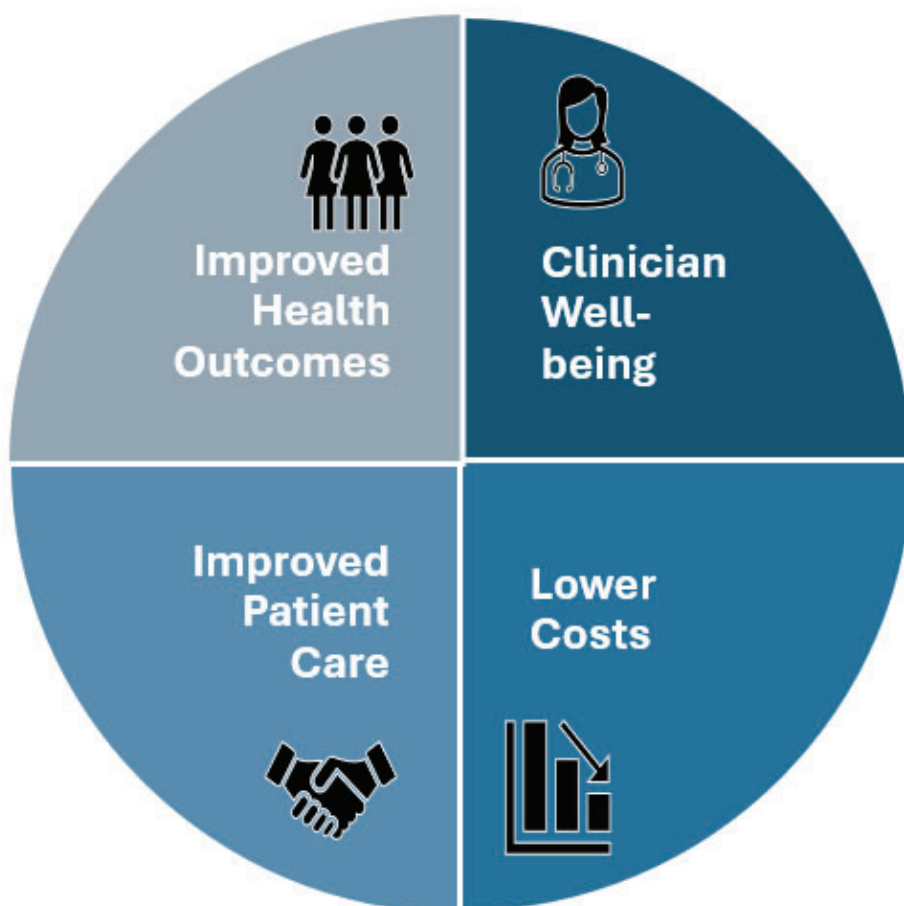 Improved
Health
Outcomes
Clinician
Well-
being
Improved
Patient
Care
Lower
Costs